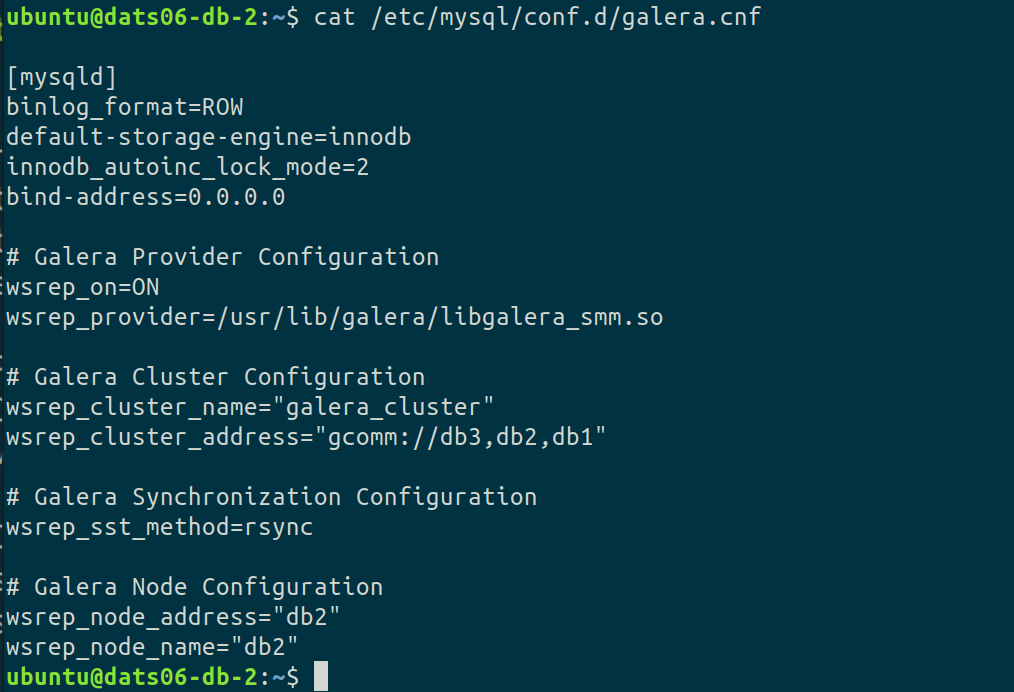 ubuntu@dats06-db-2:~$ cat /etc/mysql/conf.d/galera.cnf
[mysqld]
binlog_format=ROW
default-storage-engine=innodb
innodb_autoinc_lock_mode=2
bind-address=0.0.0.0
# Galera Provider Configuration
wsrep_on=ON
wsrep_provider=/usr/lib/galera/libgalera_smm.so
# Galera Cluster Configuration
wsrep_cluster_name="galera_cluster"
wsrep_cluster_address="gcomm://db3,db2,db1"
# Galera Synchronization Configuration
wsrep_sst_method=rsync
# Galera Node Configuration
wsrep_node_address="db2"
wsrep_node_name="db2"
ubuntu@dats06-db-2:~$